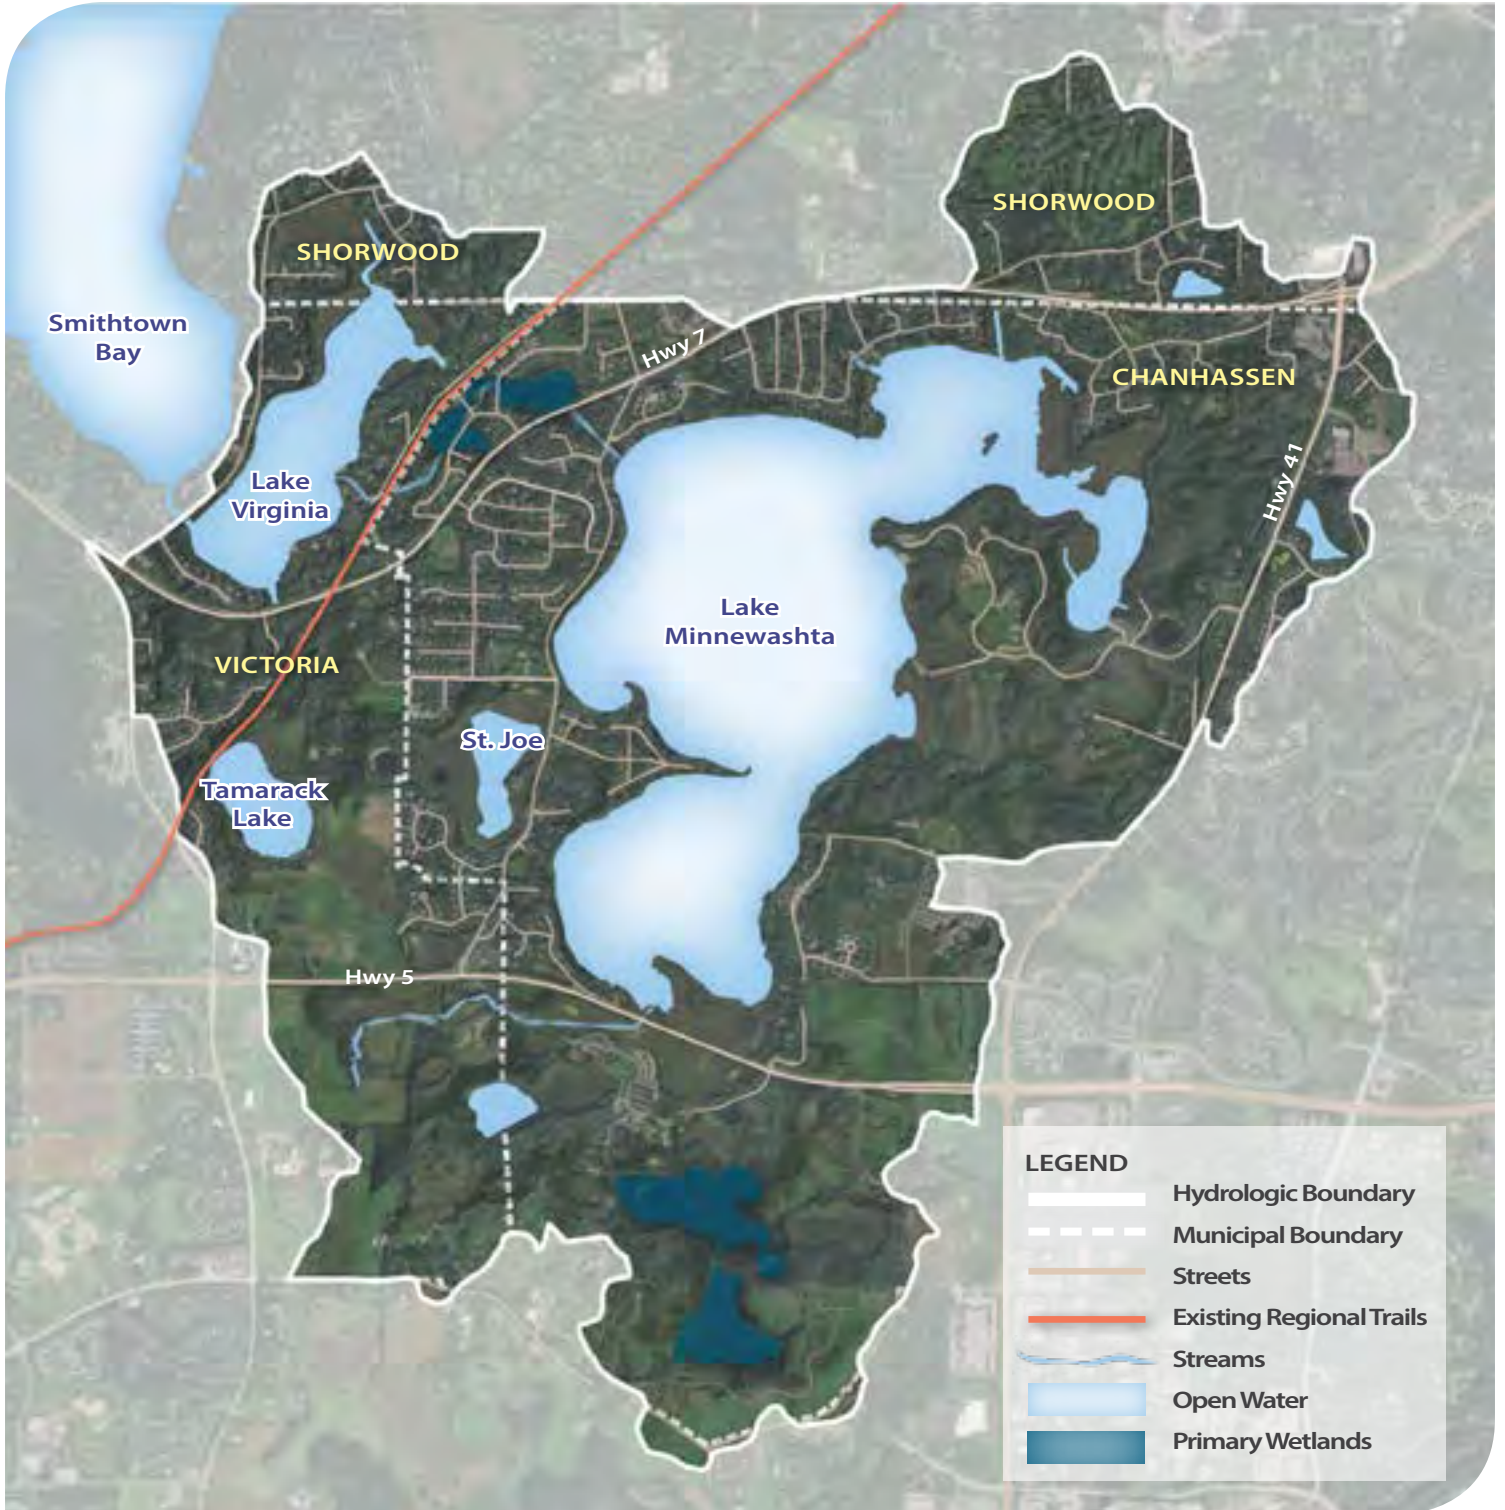 SHORWOOD
SHORWOOD
Smithtown
Bay
Hwy 7
CHANHASSEN
Hwy 41
Lake
Virginia
Lake
Minnewashta
VICTORIA
St. Joe
Tamarack
Lake
Hwy 5
LEGEND
Hydrologic Boundary
Municipal Boundary
Streets
Existing Regional Trails
Streams
Open Water
Primary Wetlands